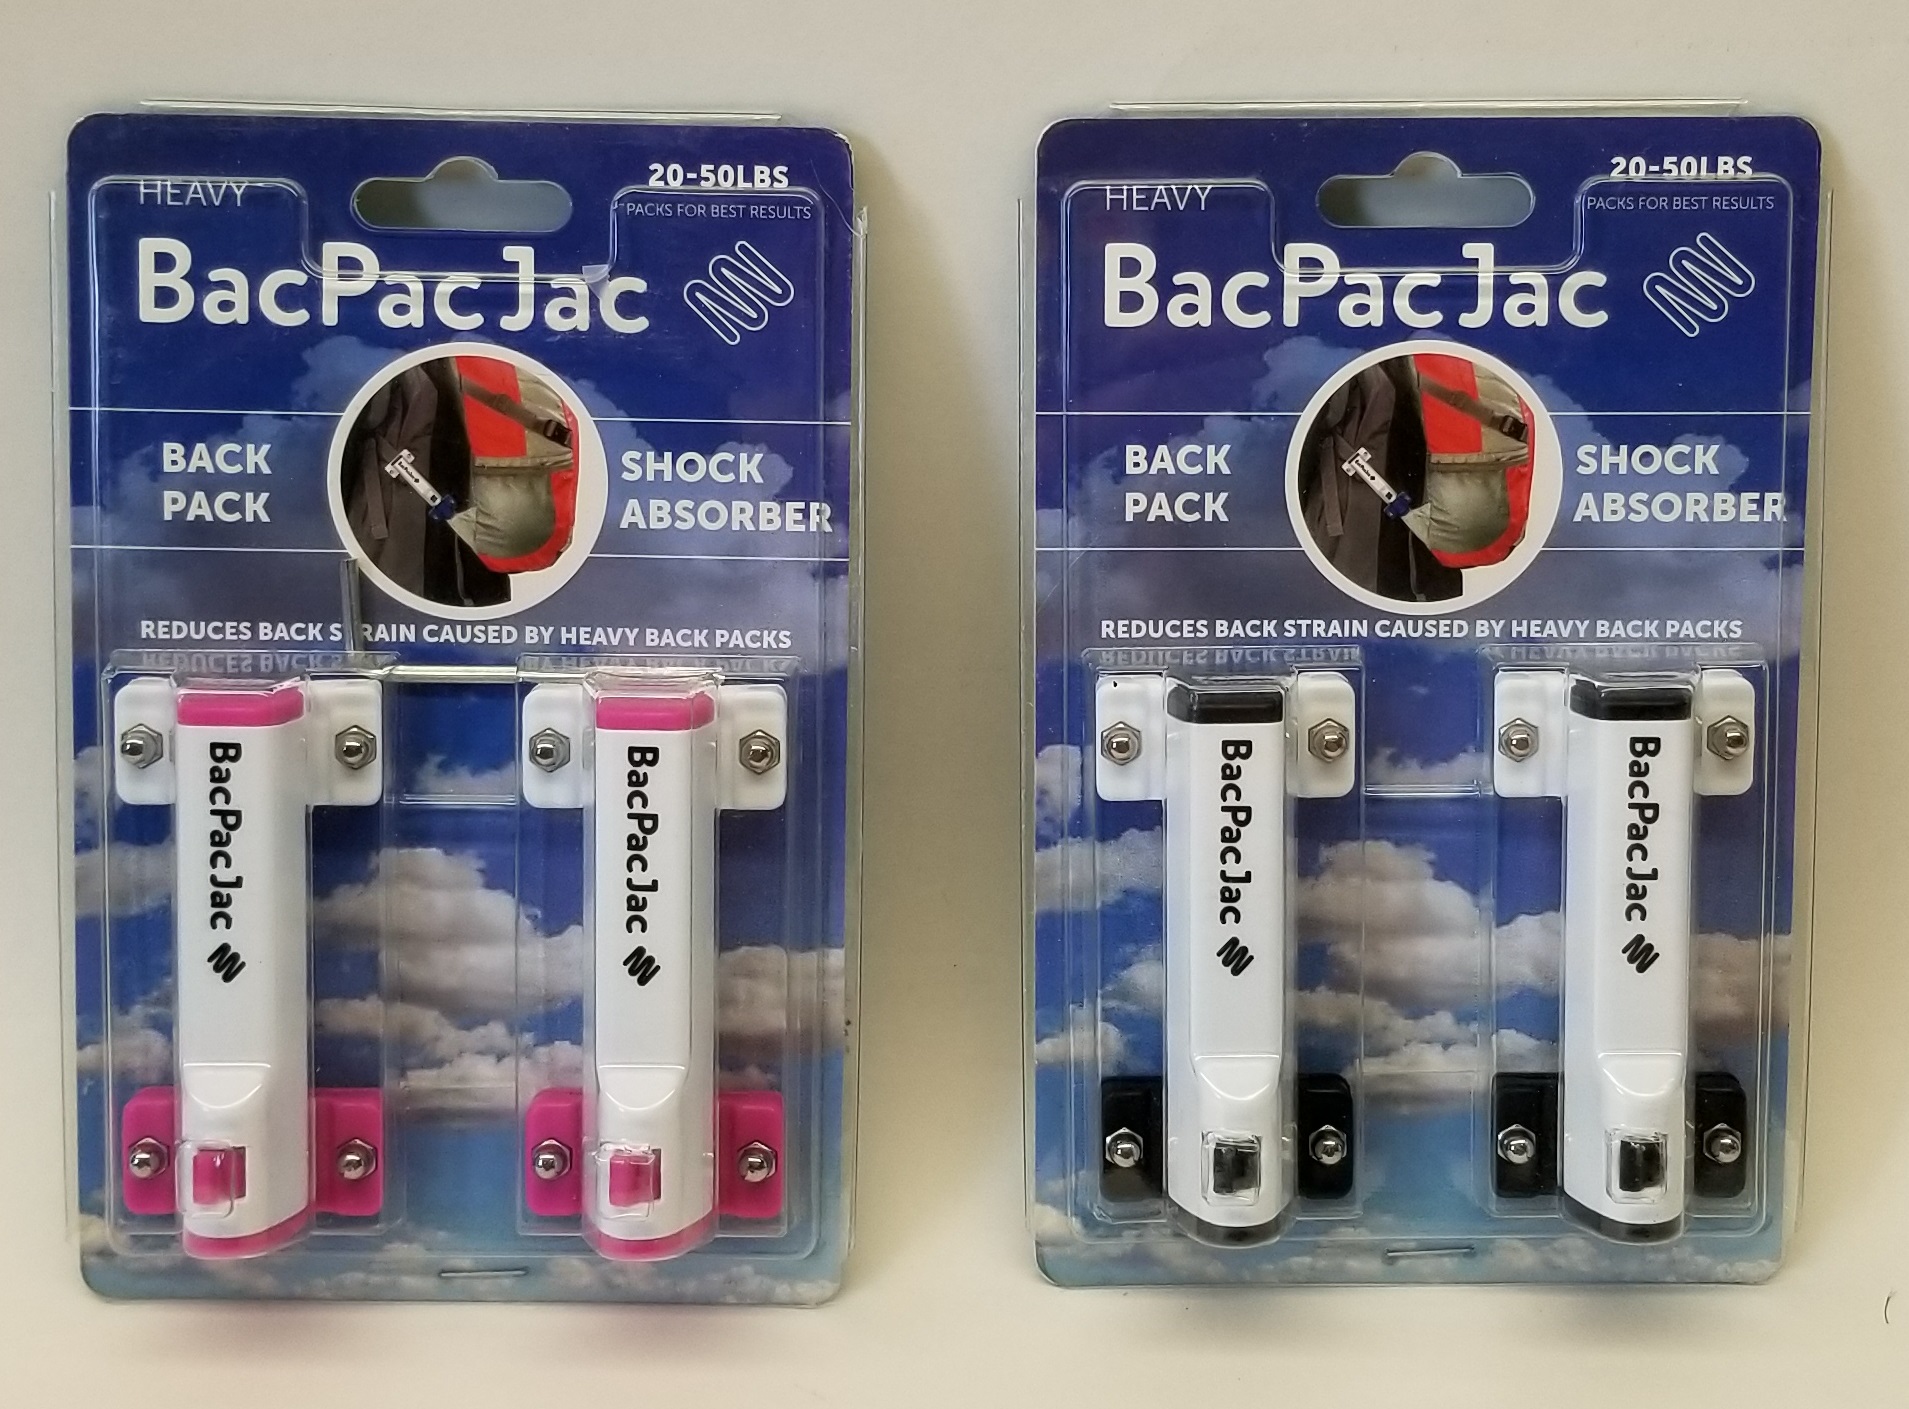 HEAVY
20-50LBS
PACKS FOR BEST RESULTS
BacPacJac
BACK
PACK
SHOCK
ABSORBER
REDUCES BACK STRAIN CAUSED BY HEAVY BACK PACKS
BacPacJac
BacPacJac
HEAVY
20-50LBS
PACKS FOR BEST RESULTS
BacPacJac
BACK
PACK
SHOCK
ABSORBER
REDUCES BACK STRAIN CAUSED BY HEAVY BACK PACKS
BacPacJac
BacPacJac